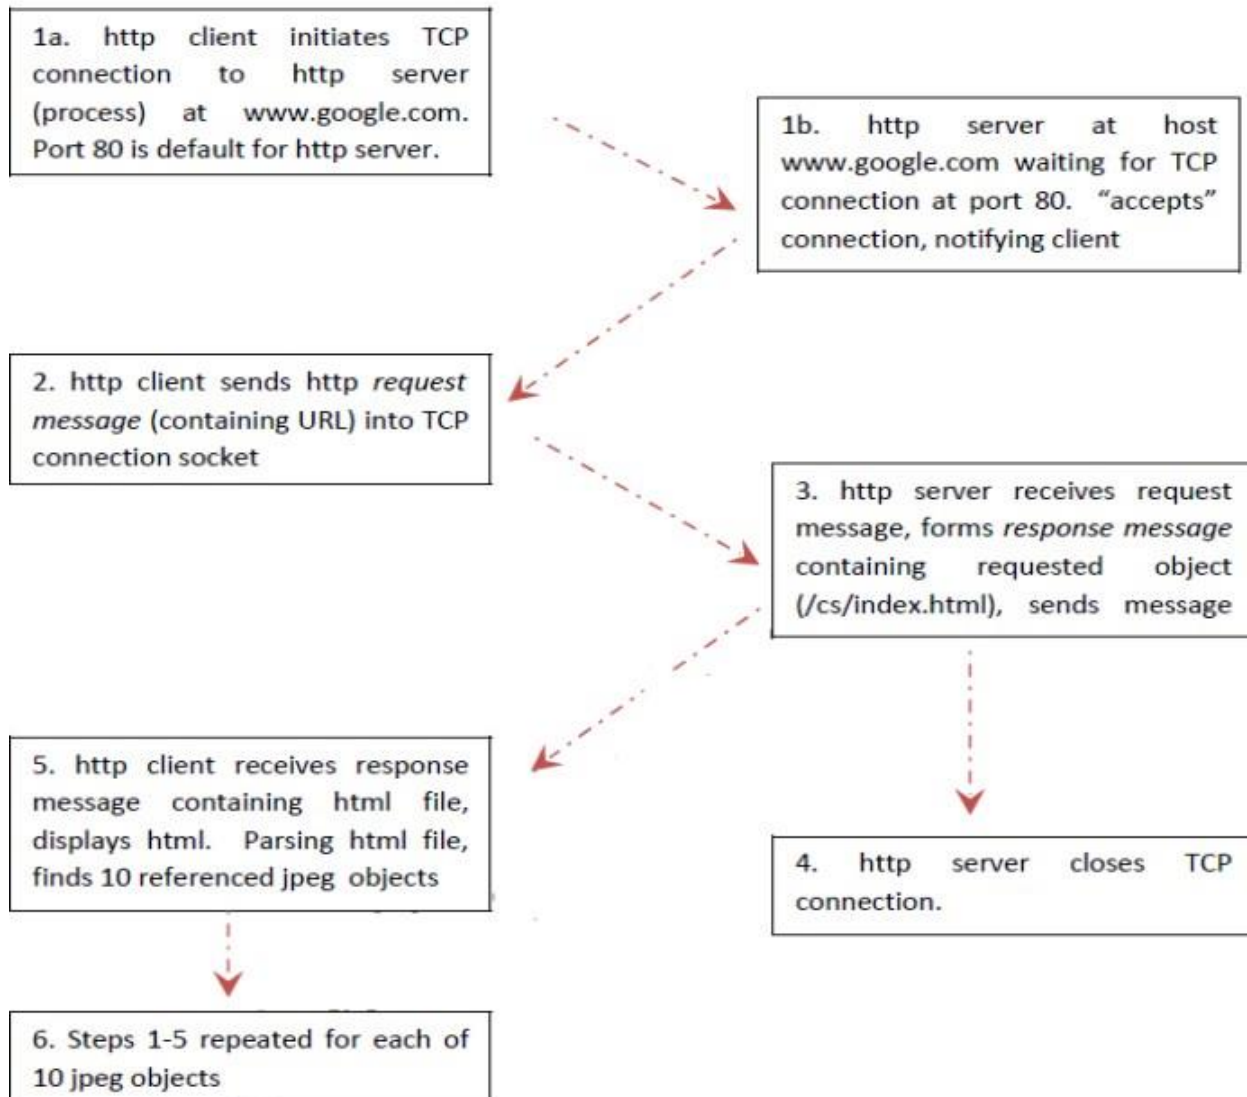 1a. http client initiates TCP
connection to http server
(process) at www.google.com.
Port 80 is default for http server.
1b. http server at host
www.google.com waiting for TCP
connection at port 80. “accepts”
connection, notifying client
2. http client sends http request
message (containing URL) into TCP
connection socket
3. http server receives request
message, forms response message
containing requested object
(/cs/index.html), sends message
4. http server closes TCP
connection.
5. http client receives response
message containing html file,
displays html. Parsing html file,
finds 10 referenced jpeg objects
6. Steps 1-5 repeated for each of
10 jpeg objects